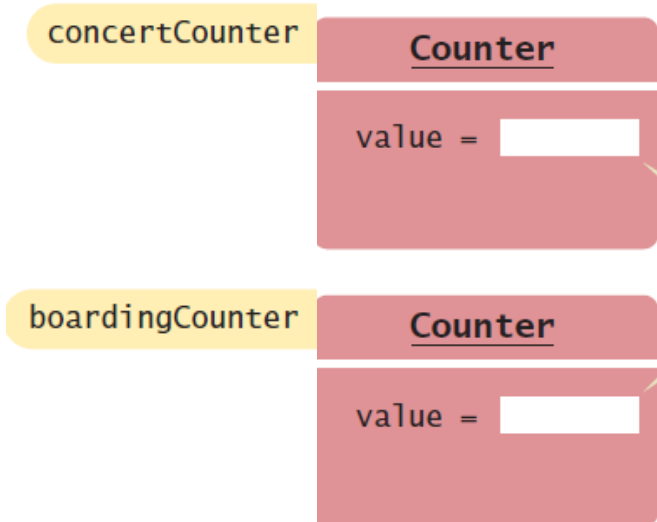 concertCounter
Counter
value =
boardingCounter
Counter
value =